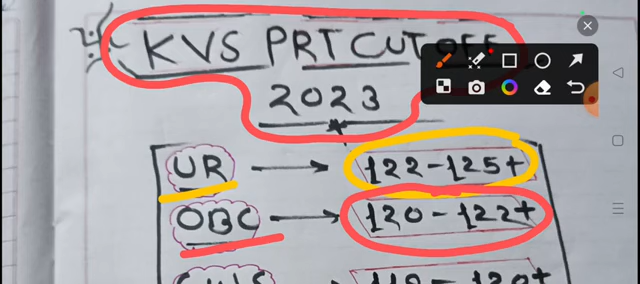 KVS PRT CUT OFF
2023
UR → 122-125+
OBC → 120-122+